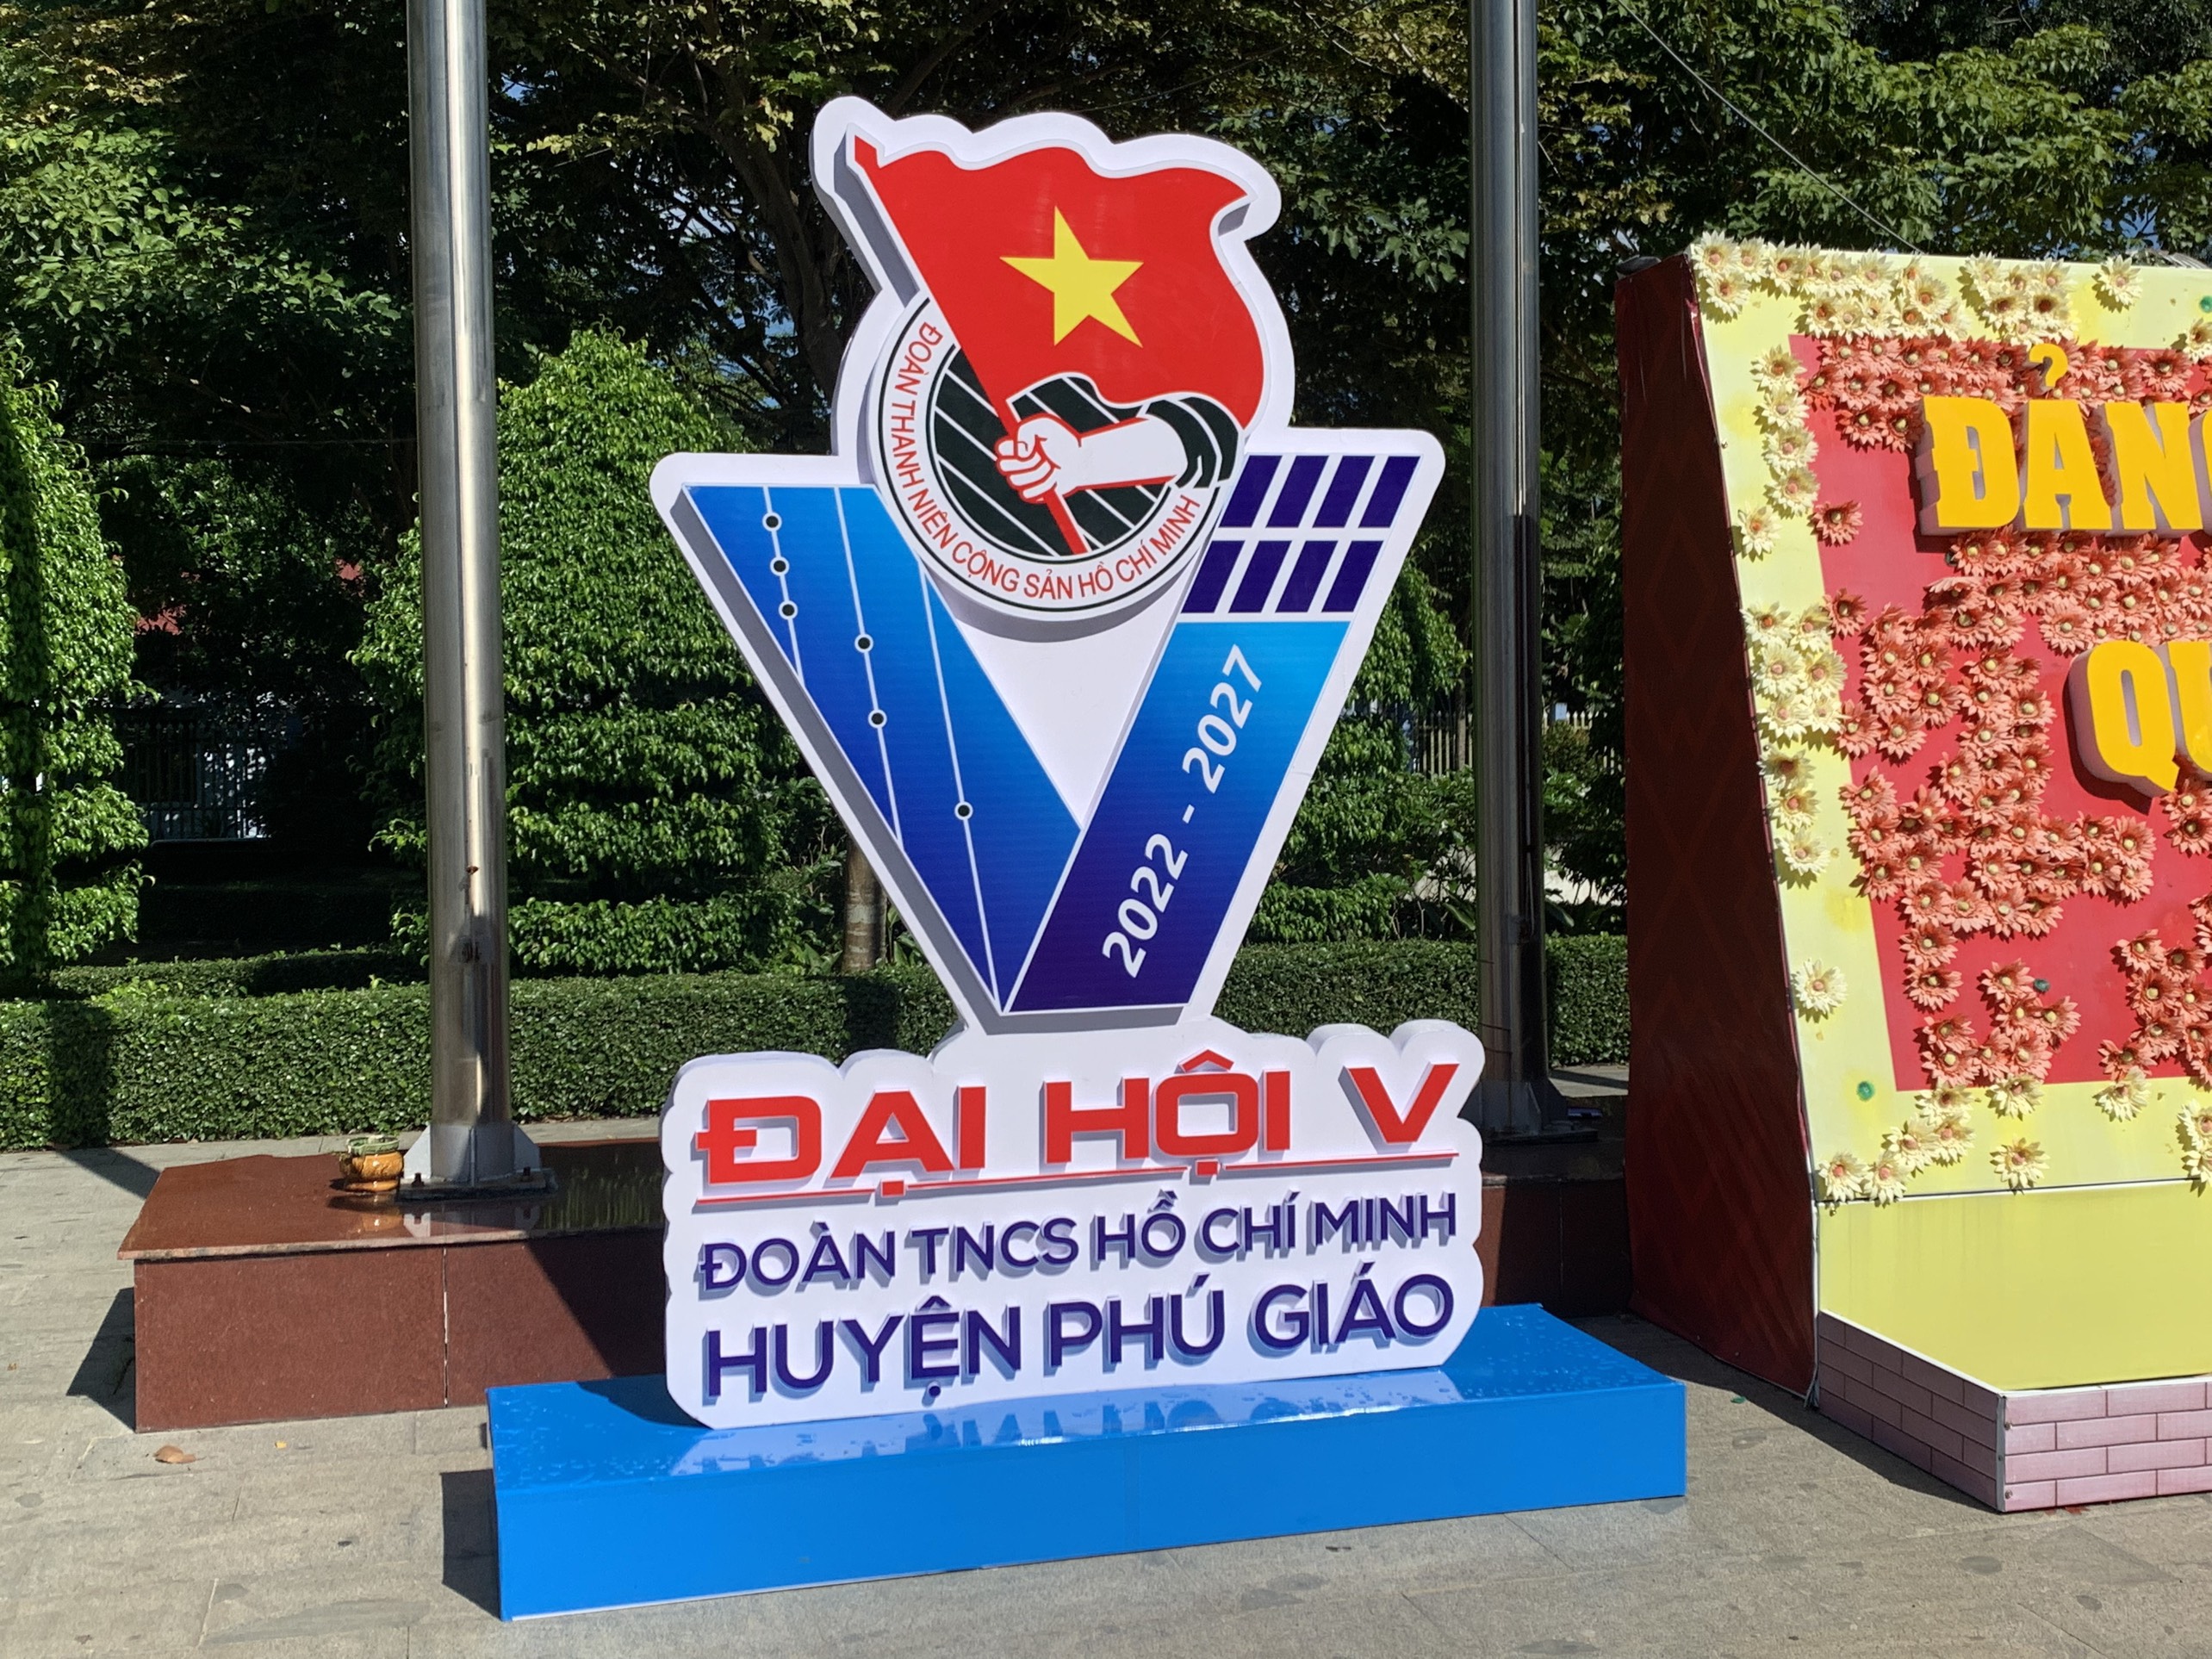 ĐOÀN THANH NIÊN CỘNG SẢN HỒ CHÍ MINH
2022 - 2027
ĐẠI HỘI V
ĐOÀN TNCS HỒ CHÍ MINH
HUYỆN PHÚ GIÁO